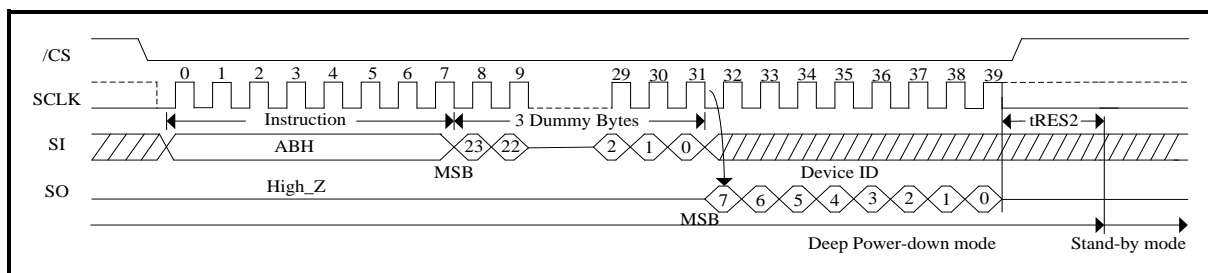 /CS
0 1 2 3 4 5 6 7 8 9 29 30 31 32 33 34 35 36 37 38 39
SCLK
Instruction 3 Dummy Bytes tRES2
SI ABH 23 22 2 1 0
MSB Device ID
SO High_Z 7 6 5 4 3 2 1 0
MSB
Deep Power-down mode Stand-by mode